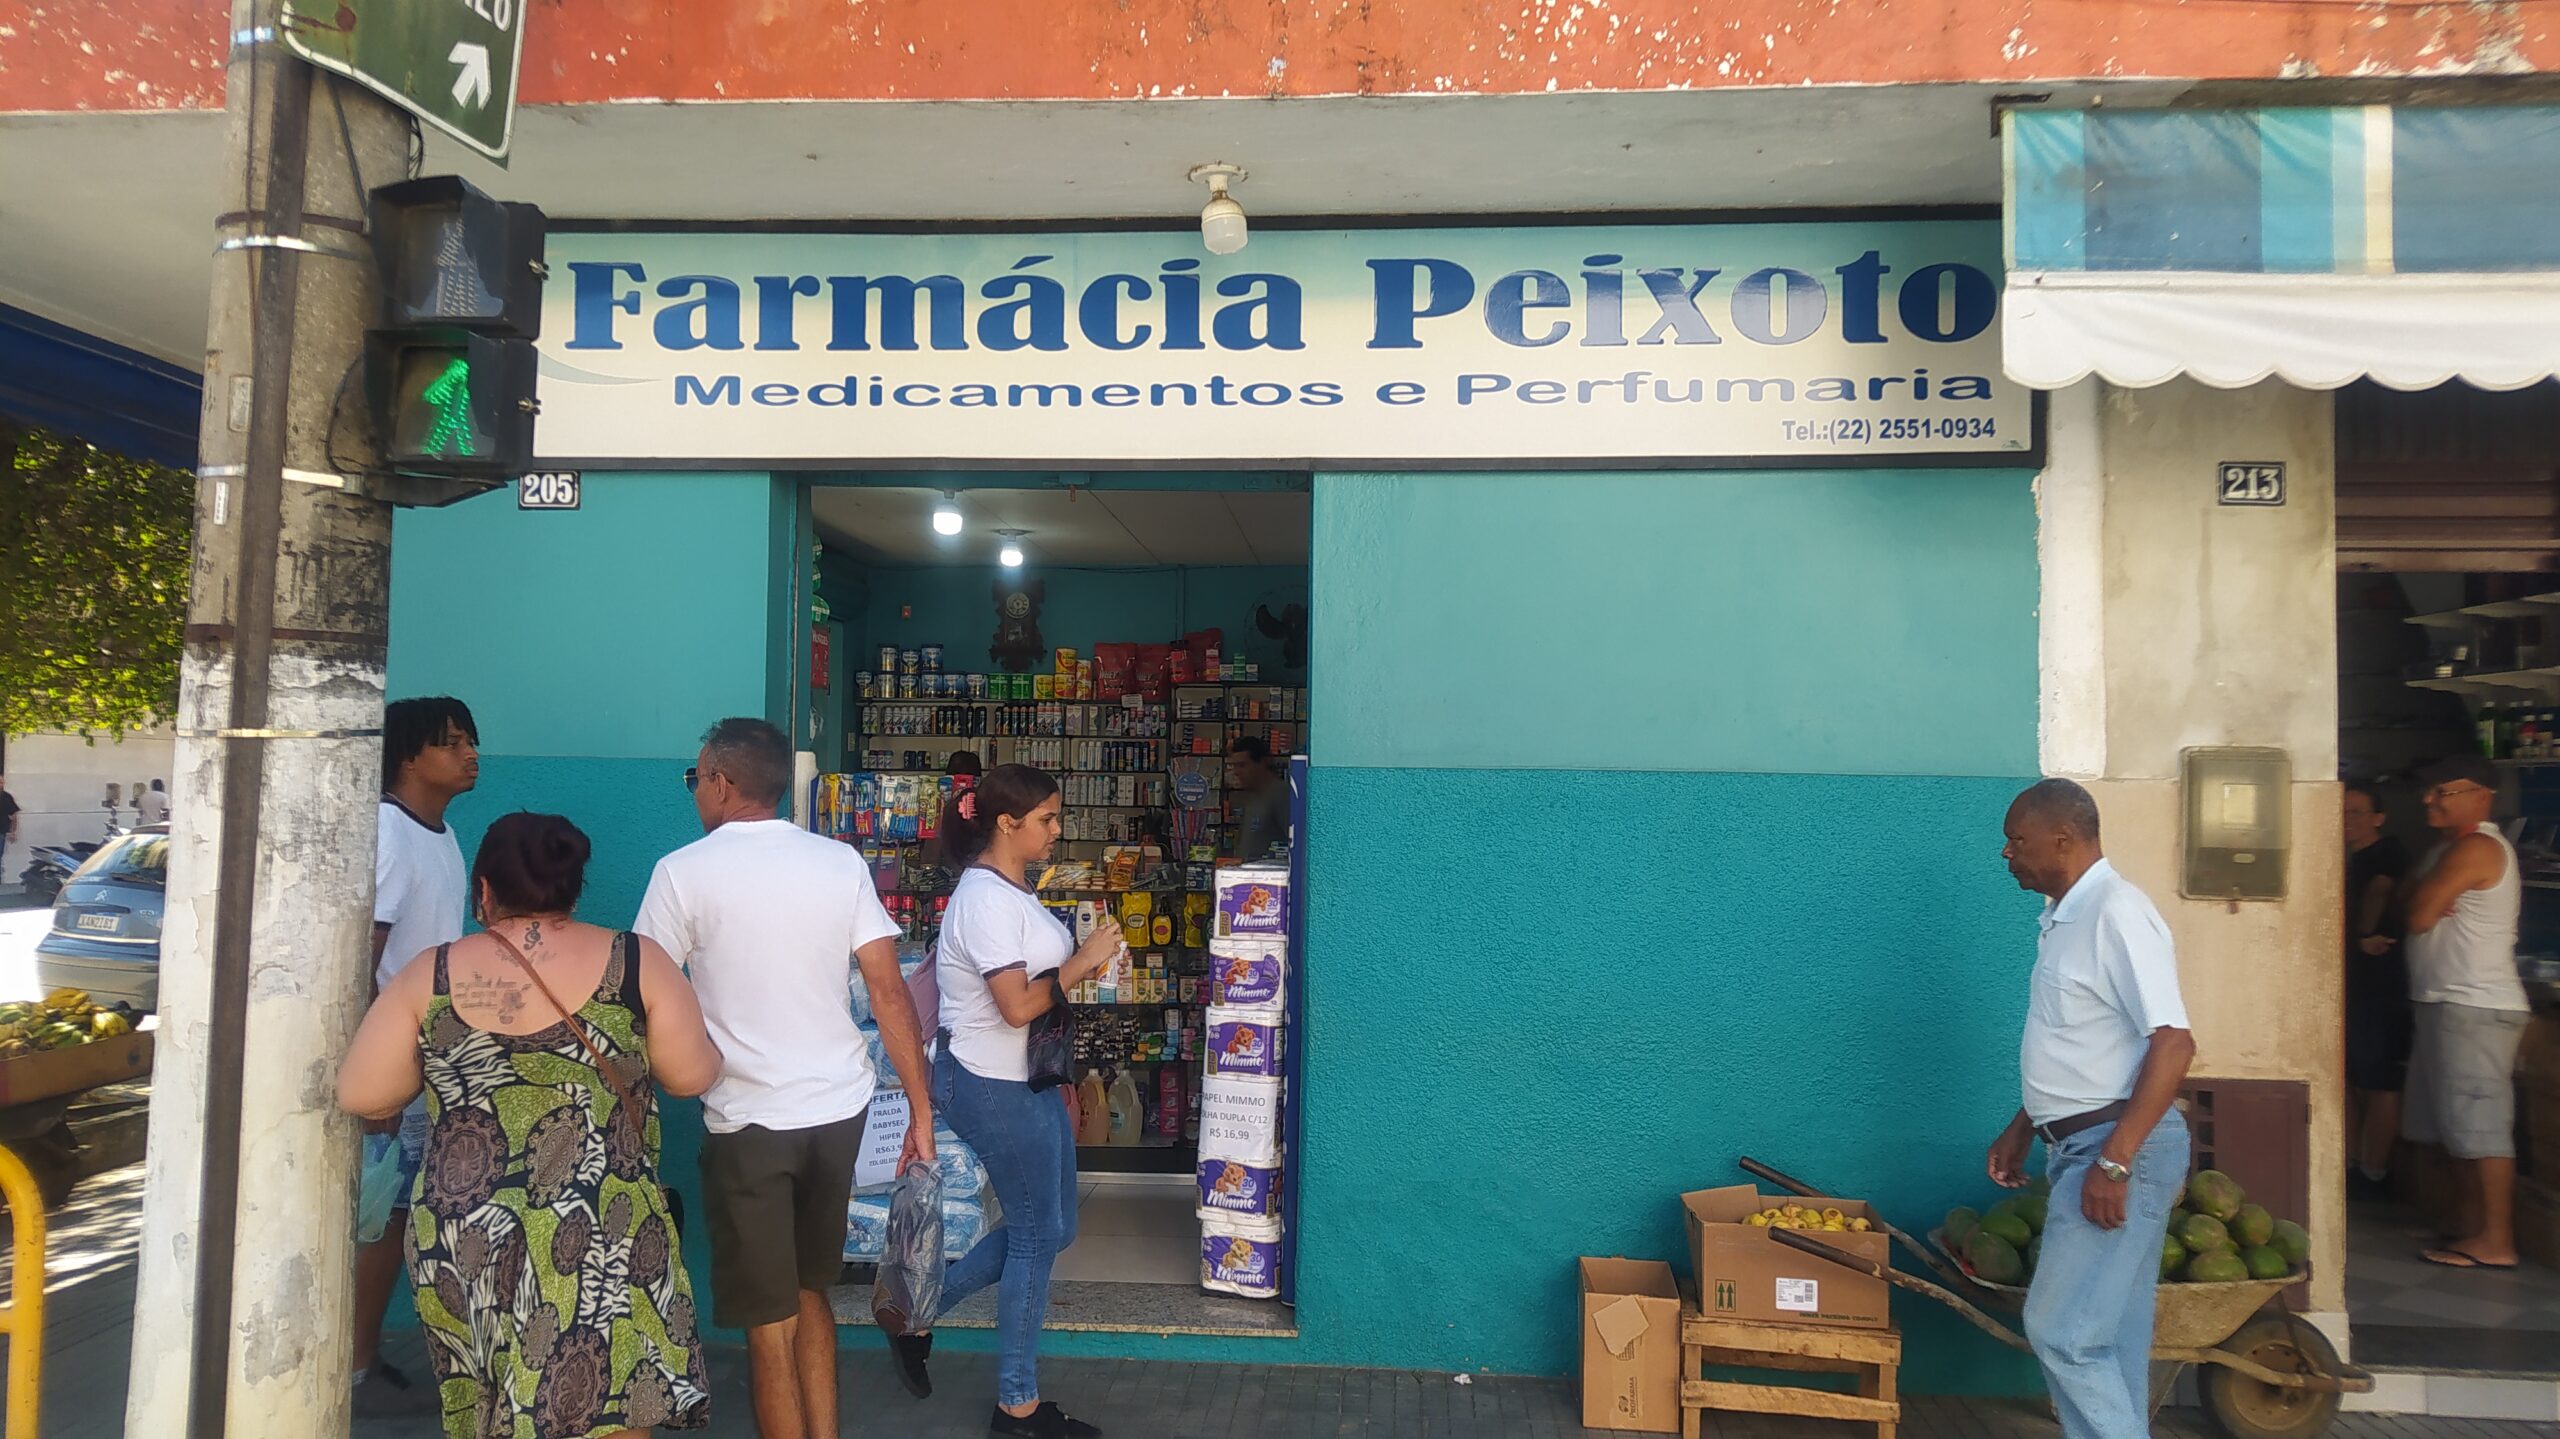 Farmácia Peixoto
Medicamentos e Perfumaria
Tel.:(22) 2551-0934
205
213
Mimmo
Mimmo
Mimmo
PAPEL MIMMO
FOLHA DUPLA C/12
R$ 16,99
Mimmo
Mimmo
OFERTA
FRALDA
BABYSEC
HIPER
PROFARMA